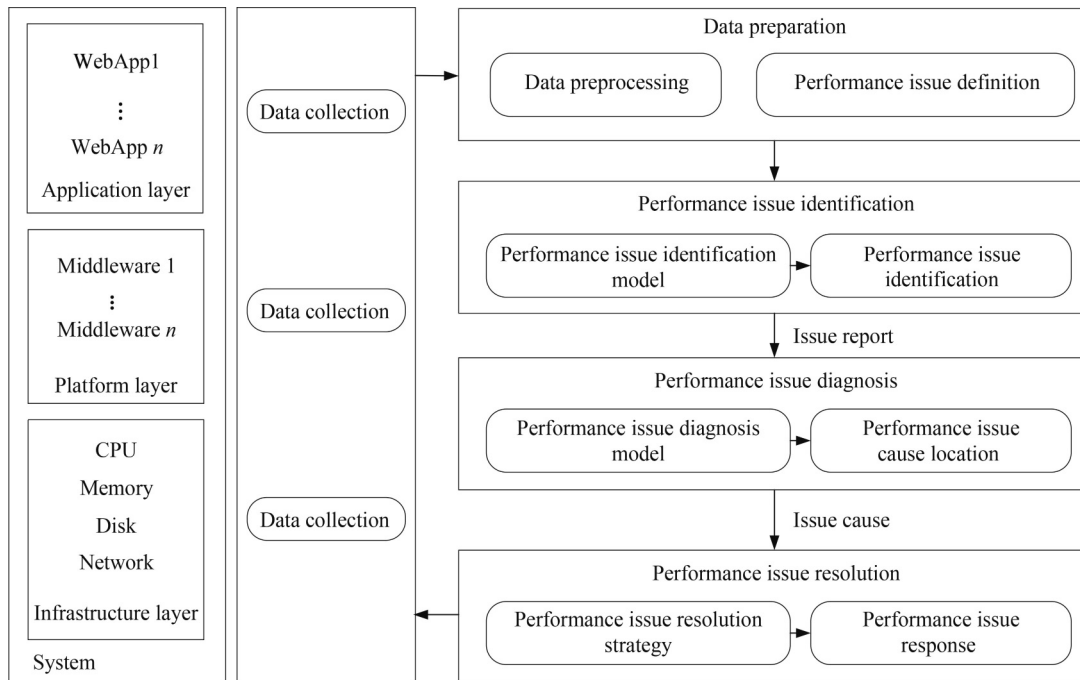 WebApp1
⋮
WebApp n
Application layer
Middleware 1
⋮
Middleware n
Platform layer
CPU
Memory
Disk
Network
Infrastructure layer
System
Data collection
Data collection
Data collection
Data preparation
Data preprocessing
Performance issue definition
Performance issue identification
Performance issue identification
model
Performance issue
identification
Issue report
Performance issue diagnosis
Performance issue diagnosis
model
Performance issue
cause location
Issue cause
Performance issue resolution
Performance issue resolution
strategy
Performance issue
response